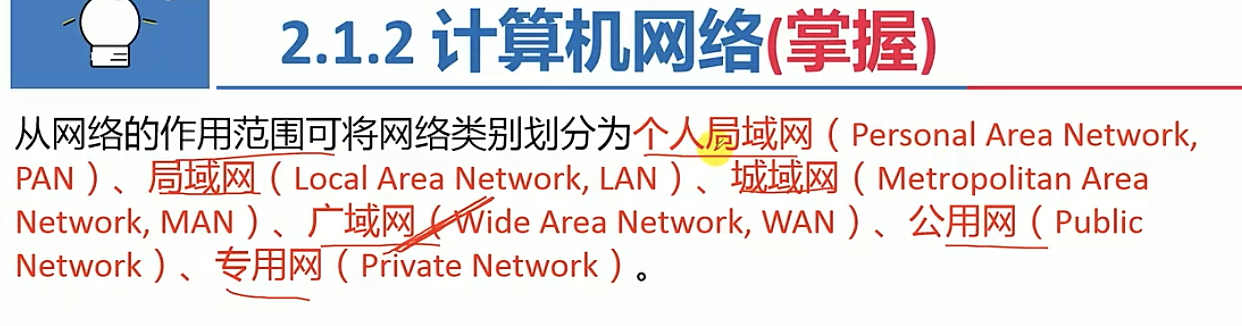 2.1.2 计算机网络(掌握)
从网络的作用范围可将网络类别划分为个人局域网（Personal Area Network,
PAN）、局域网（Local Area Network, LAN）、城域网（Metropolitan Area
Network, MAN）、广域网（Wide Area Network, WAN）、公用网（Public
Network）、专用网（Private Network）。